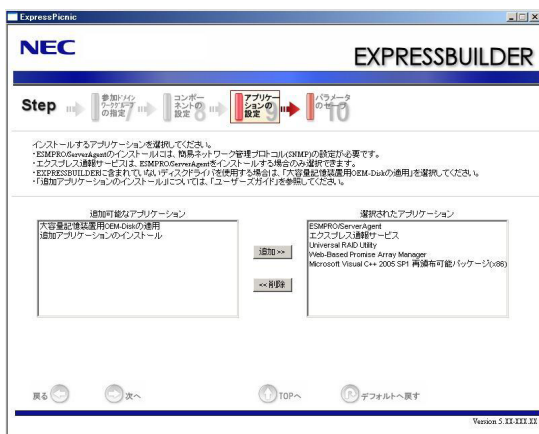 ExpressPicnic
NEC
EXPRESSBUILDER
Step
参加ドメイン
ワークグループ
の指定 7
コンポー
ネントの
設定 8
アプリケー
ションの
設定 9
パラメータ
のセーブ 10
インストールするアプリケーションを選択してください。
・ESMPRO/ServerAgentのインストールには、簡易ネットワーク管理プロトコル(SNMP)の設定が必要です。
・エクスプレス通報サービスは、ESMPRO/ServerAgentをインストールする場合のみ選択できます。
・EXPRESSBUILDERに含まれていないディスクドライバを使用する場合は、「大容量記憶装置用OEM-Diskの適用」を選択してください。
・「追加アプリケーションのインストール」については、「ユーザーズガイド」を参照してください。
追加可能なアプリケーション
大容量記憶装置用OEM-Diskの適用
追加アプリケーションのインストール
追加 >>
<< 削除
選択されたアプリケーション
ESMPRO/ServerAgent
エクスプレス通報サービス
Universal RAID Utility
Web-Based Promise Array Manager
Microsoft Visual C++ 2005 SP1 再頒布可能パッケージ(x86)
戻る
次へ
TOPへ
デフォルトへ戻す
Version 5.XX-XXX.XX